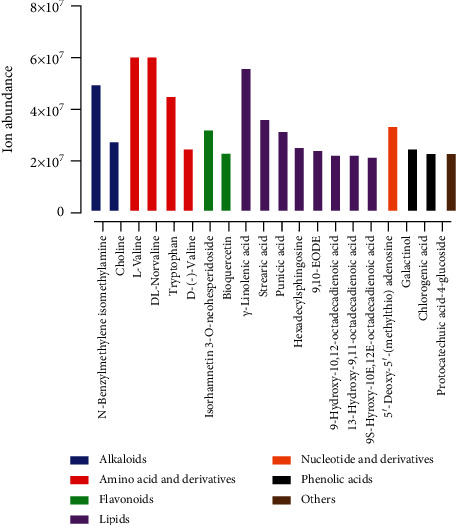 8×10⁷
6×10⁷
4×10⁷
2×10⁷
0
Ion abundance
N-Benzylmethylene isomethylamine
Choline
L-Valine
DL-Norvaline
Tryptophan
D-(-)-Valine
Isorhamnetin 3-O-neohesperidoside
Bioquercetin
γ-Linolenic acid
Strearic acid
Punicic acid
Hexadecylsphingosine
9,10-EODE
9-Hydroxy-10,12-octadecadienoic acid
13-Hydroxy-9,11-octadecadienoic acid
9S-Hyroxy-10E,12E-octadecadienoic acid
5′-Deoxy-5′-(methylthio) adenosine
Galactinol
Chlorogenic acid
Protocatechuic acid-4-glucoside
Alkaloids
Amino acid and derivatives
Flavonoids
Lipids
Nucleotide and derivatives
Phenolic acids
Others